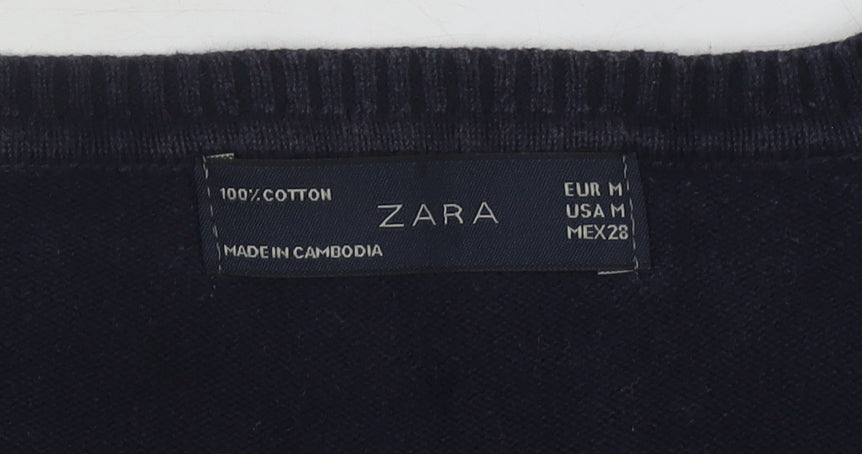 100% COTTON
MADE IN CAMBODIA
ZARA
EUR M
USA M
MEX 28